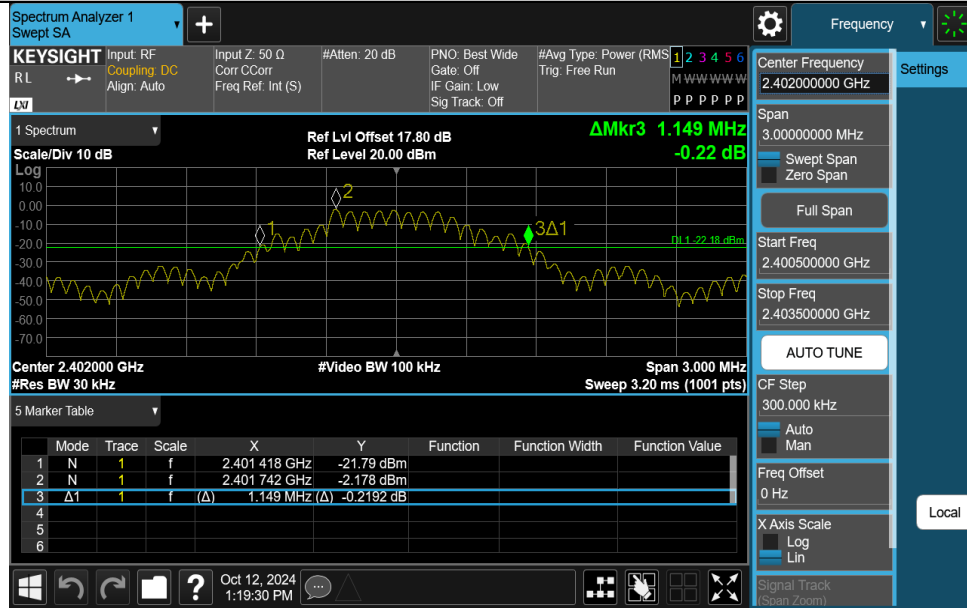 Spectrum Analyzer 1
Swept SA
Frequency
KEYSIGHT
RL
LXI
Input: RF
Coupling: DC
Align: Auto
Input Z: 50 Ω
Corr CCorr
Freq Ref: Int (S)
#Atten: 20 dB
PNO: Best Wide
Gate: Off
IF Gain: Low
Sig Track: Off
#Avg Type: Power (RMS
Trig: Free Run
1 2 3 4 5 6
M W W W W W
P P P P P P
1 Spectrum
Scale/Div 10 dB
Ref Lvl Offset 17.80 dB
Ref Level 20.00 dBm
ΔMkr3 1.149 MHz
-0.22 dB
Log
10.0
0.00
-10.0
-20.0
-30.0
-40.0
-50.0
-60.0
-70.0
1
2
3Δ1
DL1 -22.18 dBm
Center 2.402000 GHz
#Res BW 30 kHz
#Video BW 100 kHz
Span 3.000 MHz
Sweep 3.20 ms (1001 pts)
5 Marker Table
Mode Trace Scale X Y Function Function Width Function Value
1 N 1 f 2.401 418 GHz -21.79 dBm
2 N 1 f 2.401 742 GHz -2.178 dBm
3 Δ1 1 f (Δ) 1.149 MHz (Δ) -0.2192 dB
4
5
6
Oct 12, 2024
1:19:30 PM
Center Frequency
2.402000000 GHz
Span
3.00000000 MHz
Swept Span
Zero Span
Full Span
Start Freq
2.400500000 GHz
Stop Freq
2.403500000 GHz
AUTO TUNE
CF Step
300.000 kHz
Auto
Man
Freq Offset
0 Hz
X Axis Scale
Log
Lin
Signal Track
(Span Zoom)
Settings
Local